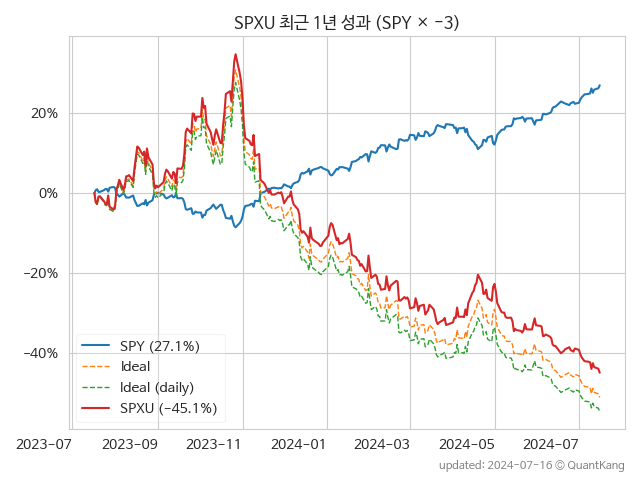 SPXU 최근 1년 성과 (SPY × -3)
20%
0%
−20%
−40%
SPY (27.1%)
Ideal
Ideal (daily)
SPXU (-45.1%)
2023-07 2023-09 2023-11 2024-01 2024-03 2024-05 2024-07
updated: 2024-07-16 © QuantKang